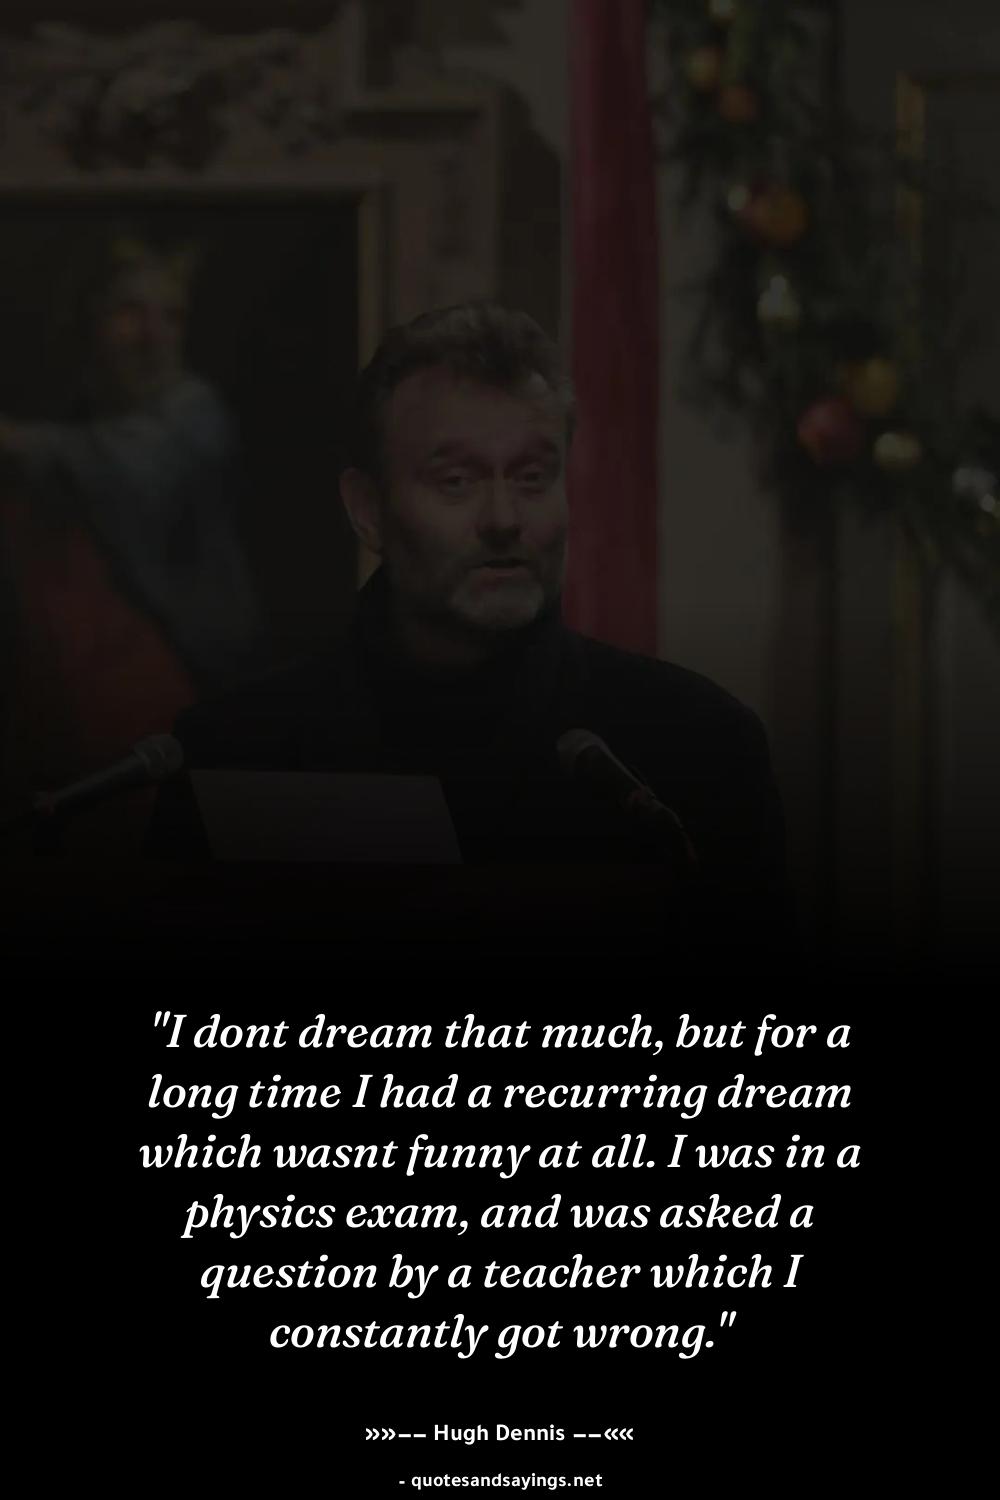 "I dont dream that much, but for a
long time I had a recurring dream
which wasnt funny at all. I was in a
physics exam, and was asked a
question by a teacher which I
constantly got wrong."
»»–– Hugh Dennis ––««
- quotesandsayings.net